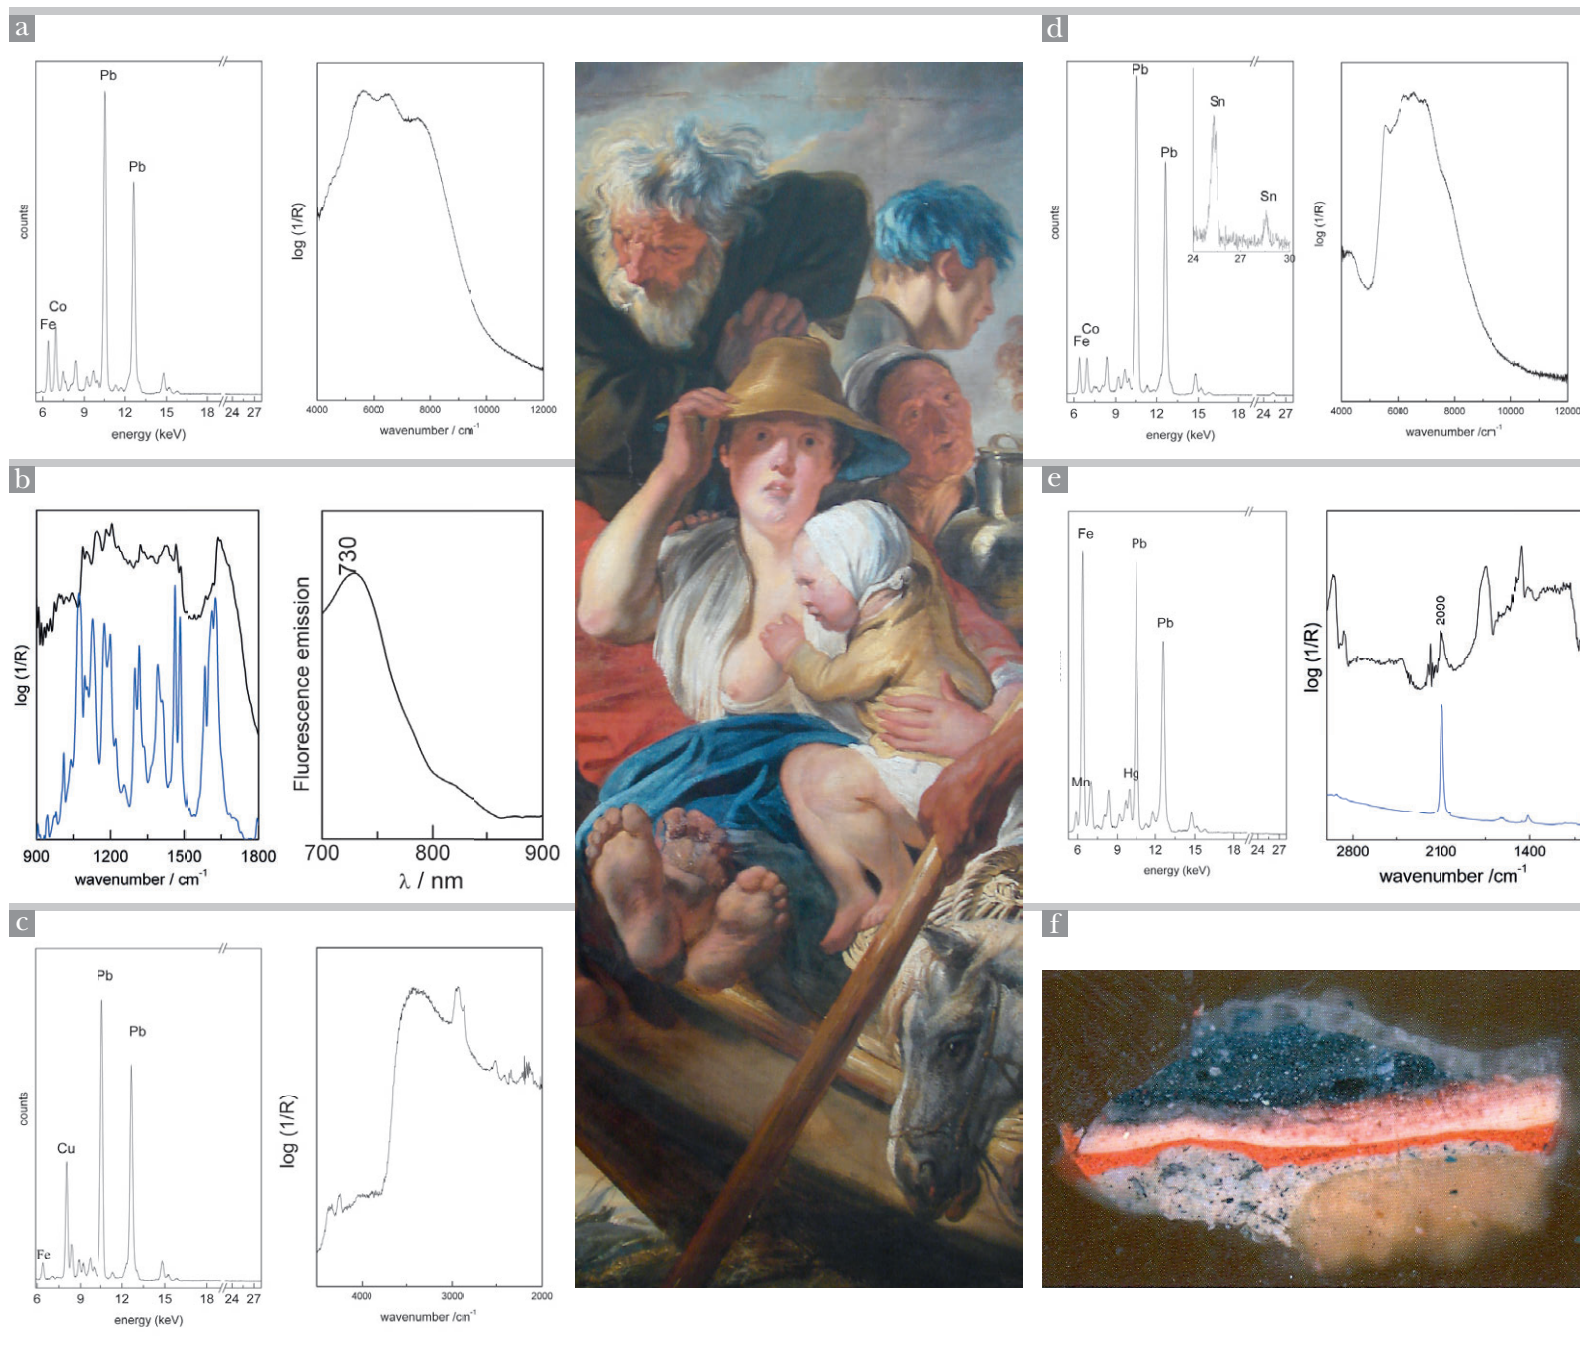 a
Pb
Pb
Co
Fe
counts
6 9 12 15 18 24 27
energy (keV)
log (1/R)
4000 6000 8000 10000 12000
wavenumber / cm⁻¹
b
log (1/R)
900 1200 1500 1800
wavenumber / cm⁻¹
730
Fluorescence emission
700 800 900
λ / nm
c
Pb
Pb
Cu
Fe
counts
6 9 12 15 18 24 27
energy (keV)
log (1/R)
4000 3000 2000
wavenumber /cm⁻¹
d
Pb
Sn
Pb
Sn
24 27 30
Co
Fe
counts
6 9 12 15 18 24 27
energy (keV)
log (1/R)
4000 6000 8000 10000 12000
wavenumber /cm⁻¹
e
Fe
Pb
Pb
Hg
Mn
6 9 12 15 18 24 27
energy (keV)
2000
log (1/R)
2800 2100 1400
wavenumber /cm⁻¹
f